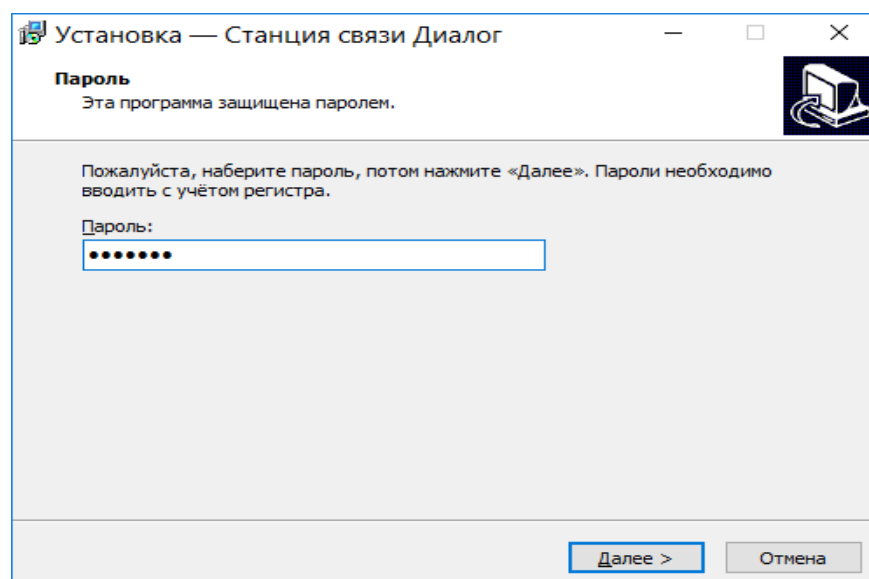 Установка — Станция связи Диалог
Пароль
Эта программа защищена паролем.
Пожалуйста, наберите пароль, потом нажмите «Далее». Пароли необходимо
вводить с учётом регистра.
Пароль:
•••••••
Далее >
Отмена